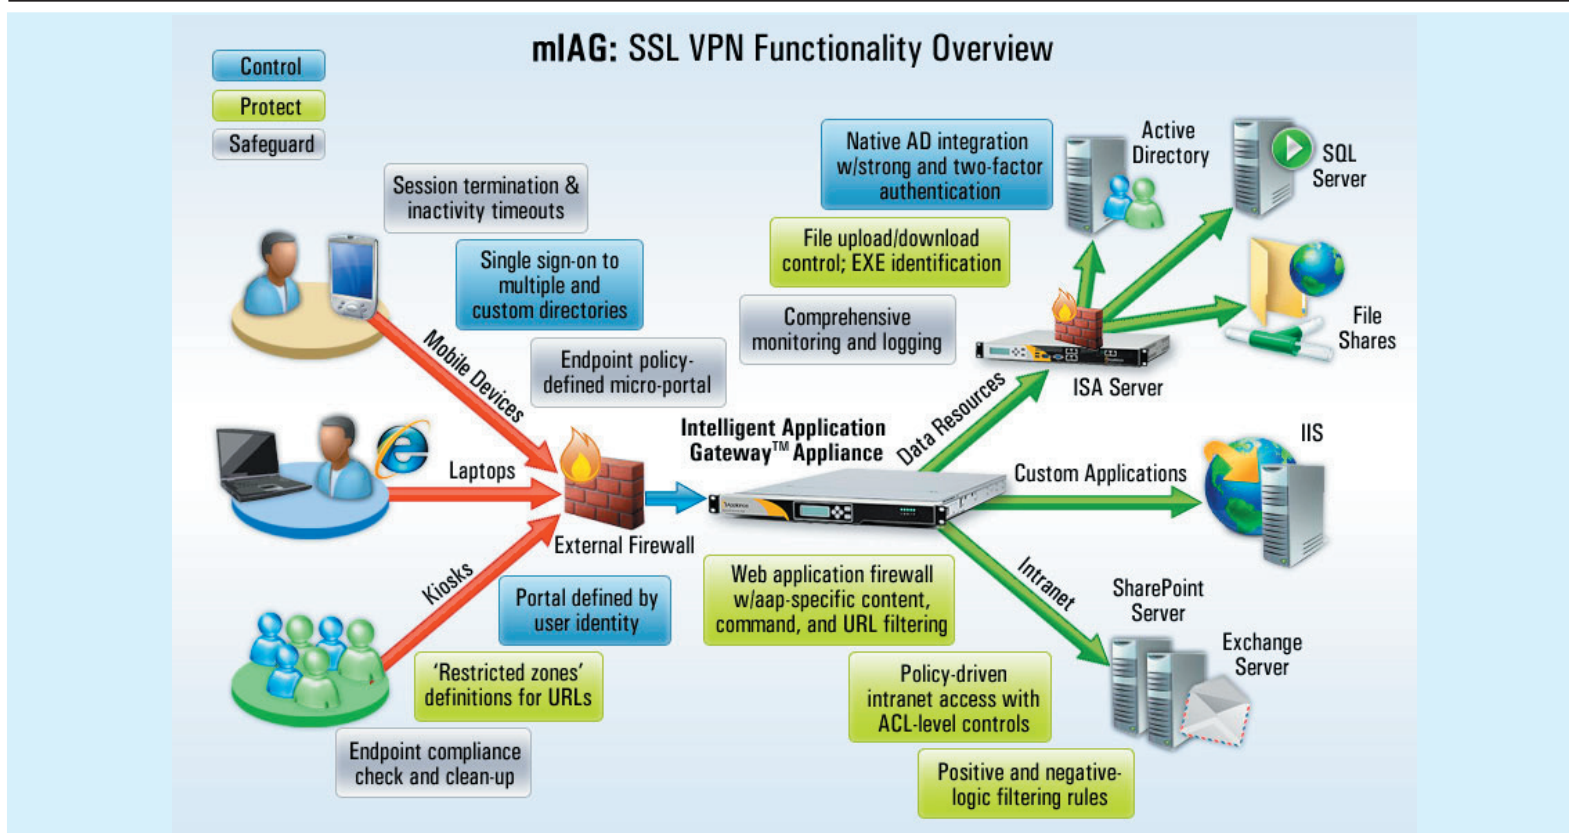 mIAG: SSL VPN Functionality Overview
Control
Protect
Safeguard
Session termination &
inactivity timeouts
Single sign-on to
multiple and
custom directories
Endpoint policy-
defined micro-portal
Native AD integration
w/strong and two-factor
authentication
File upload/download
control; EXE identification
Comprehensive
monitoring and logging
Active
Directory
SQL
Server
File
Shares
ISA Server
Mobile Devices
Laptops
Kiosks
External Firewall
Intelligent Application
Gateway™ Appliance
Data Resources
Custom Applications
Intranet
IIS
SharePoint
Server
Exchange
Server
Portal defined by
user identity
'Restricted zones'
definitions for URLs
Endpoint compliance
check and clean-up
Web application firewall
w/aap-specific content,
command, and URL filtering
Policy-driven
intranet access with
ACL-level controls
Positive and negative-
logic filtering rules